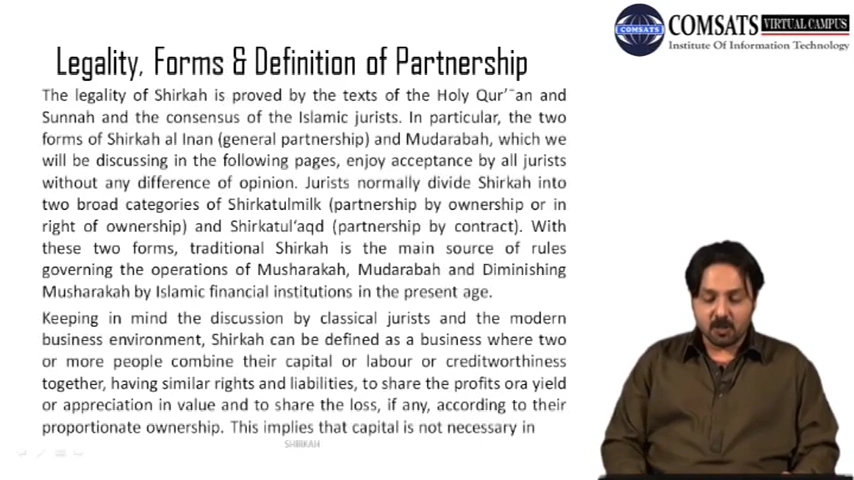 COMSATS VIRTUAL CAMPUS
COMSATS
Institute Of Information Technology
Legality, Forms & Definition of Partnership
The legality of Shirkah is proved by the texts of the Holy Qur’¯an and
Sunnah and the consensus of the Islamic jurists. In particular, the two
forms of Shirkah al Inan (general partnership) and Mudarabah, which we
will be discussing in the following pages, enjoy acceptance by all jurists
without any difference of opinion. Jurists normally divide Shirkah into
two broad categories of Shirkatulmilk (partnership by ownership or in
right of ownership) and Shirkatul‘aqd (partnership by contract). With
these two forms, traditional Shirkah is the main source of rules
governing the operations of Musharakah, Mudarabah and Diminishing
Musharakah by Islamic financial institutions in the present age.
Keeping in mind the discussion by classical jurists and the modern
business environment, Shirkah can be defined as a business where two
or more people combine their capital or labour or creditworthiness
together, having similar rights and liabilities, to share the profits ora yield
or appreciation in value and to share the loss, if any, according to their
proportionate ownership. This implies that capital is not necessary in
SHIRKAH